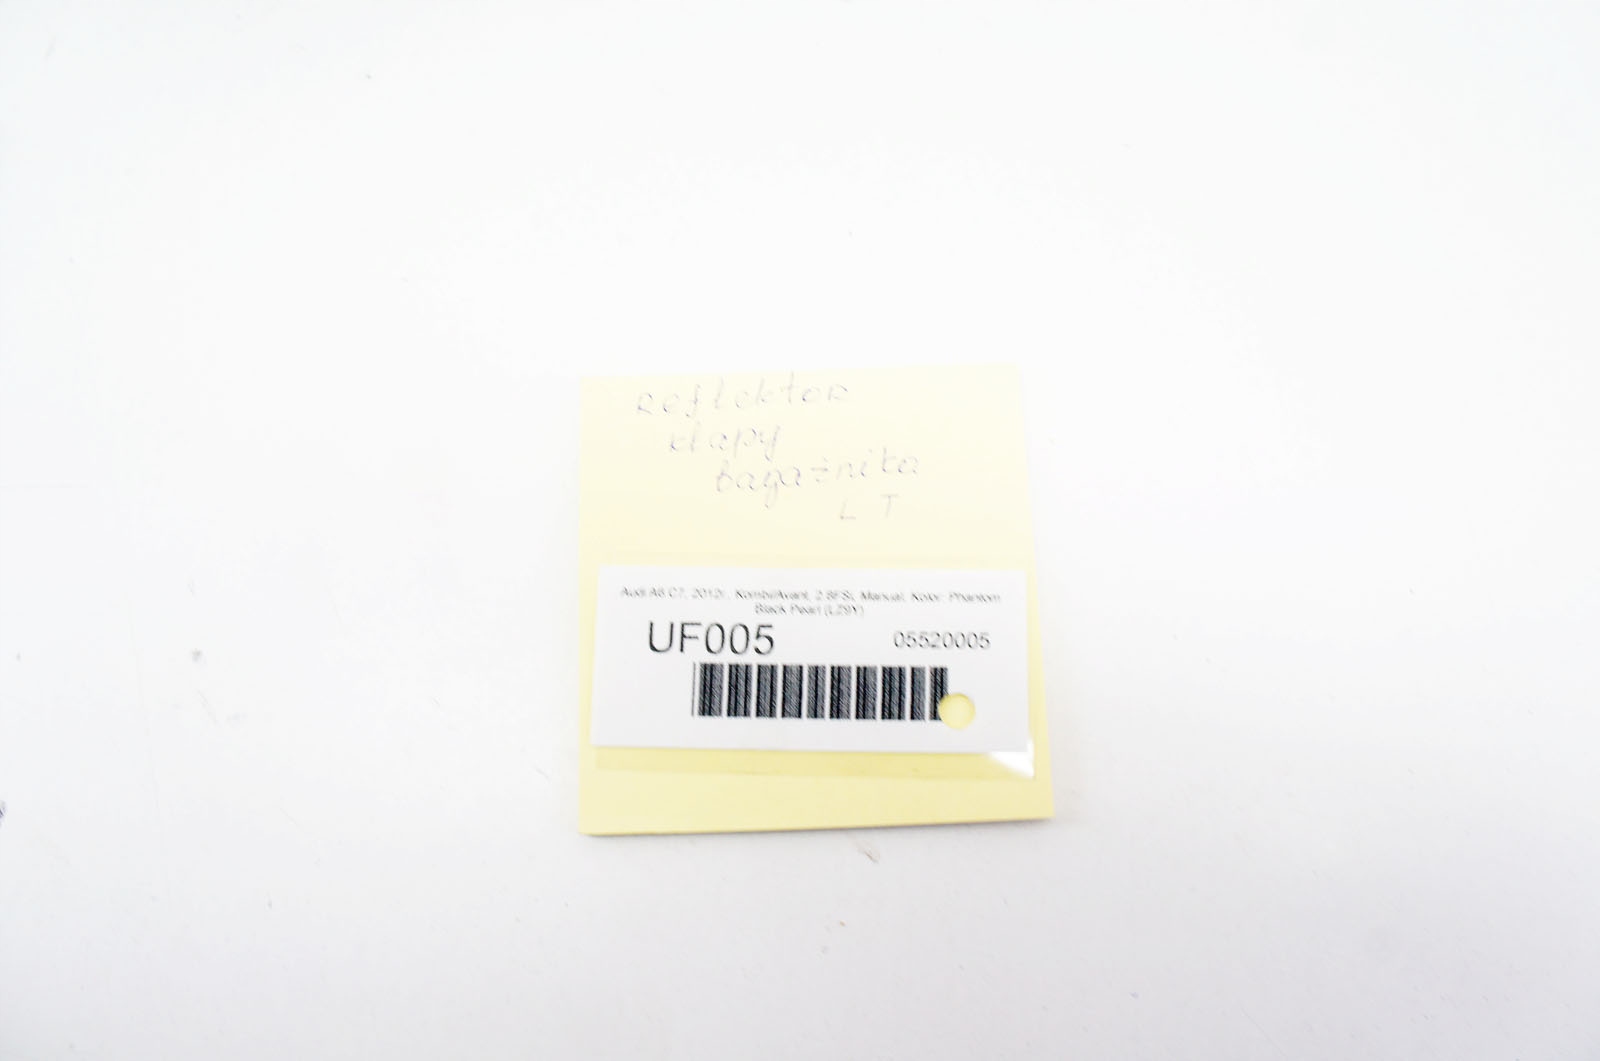 Reflektor
klapy
bagażnika
L T
Audi A6 C7, 2012r., Kombi/Avant, 2.8FSi, Manual, Kolor: Phantom
Black Pearl (LZ9Y)
UF005 05520005